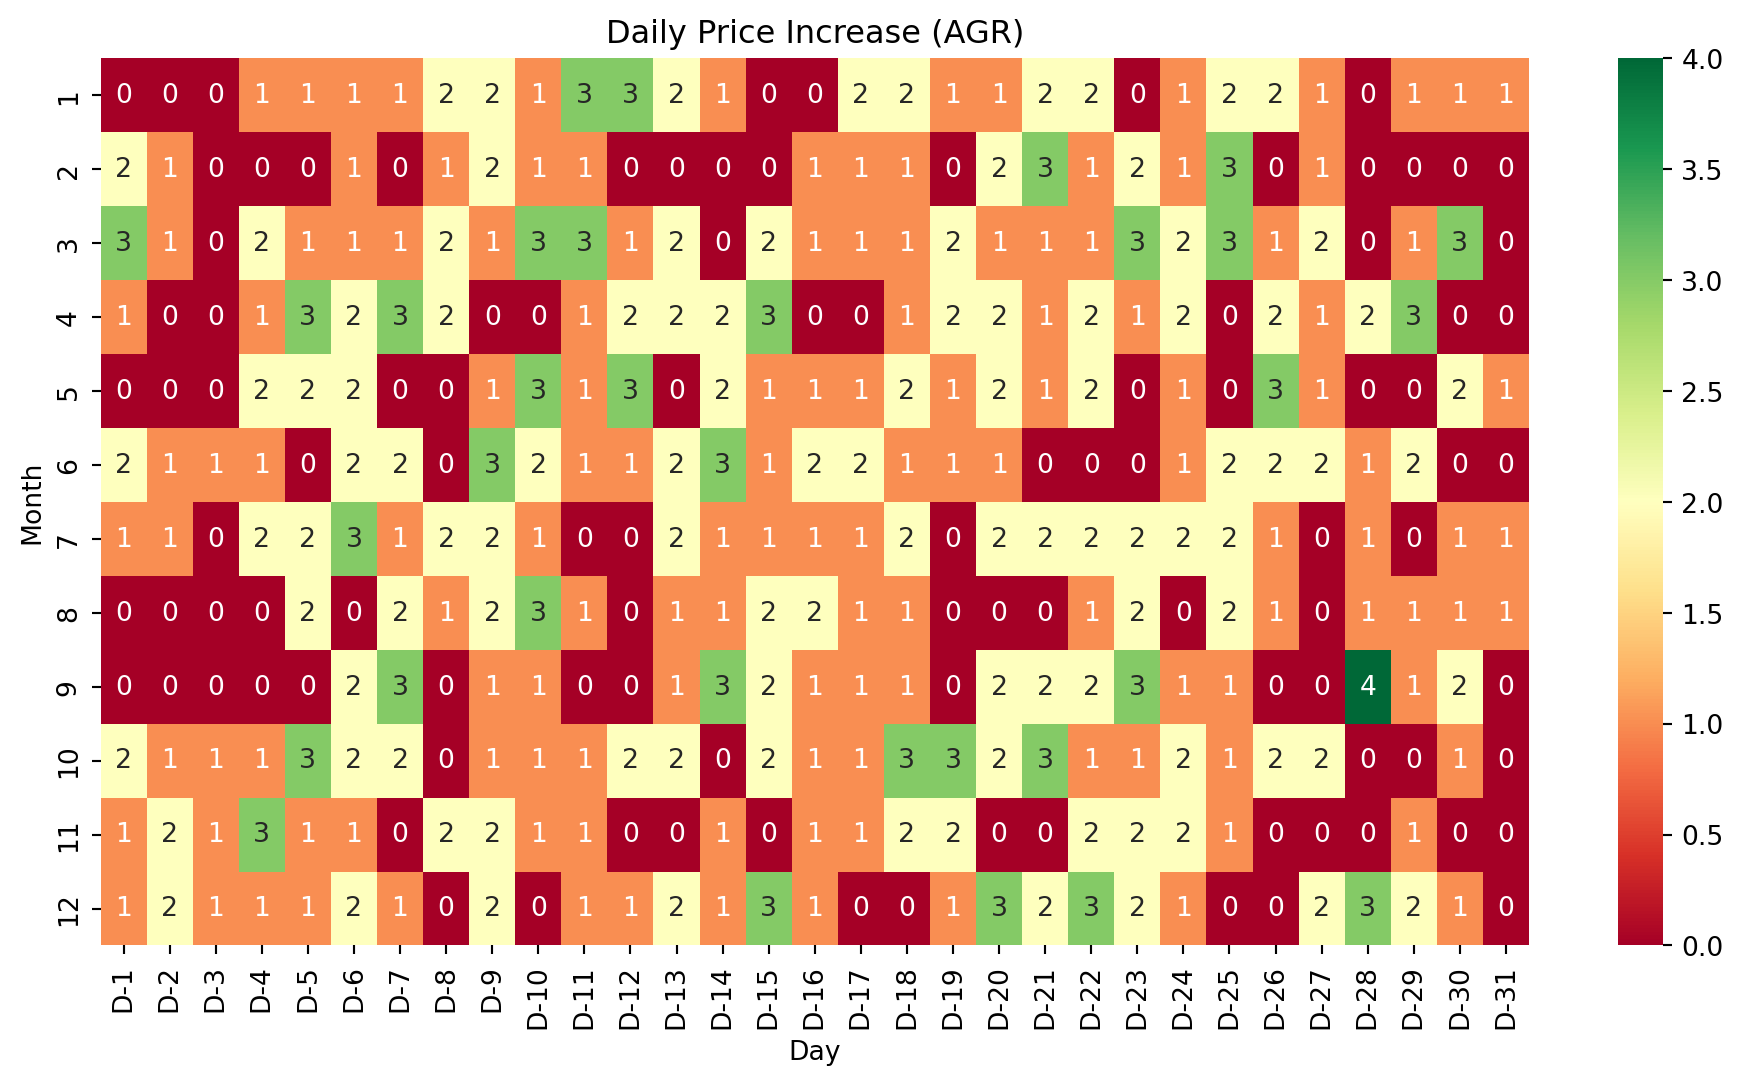 Daily Price Increase (AGR)
1 0 0 0 1 1 1 1 2 2 1 3 3 2 1 0 0 2 2 1 1 2 2 0 1 2 2 1 0 1 1 1
2 2 1 0 0 0 1 0 1 2 1 1 0 0 0 0 1 1 1 0 2 3 1 2 1 3 0 1 0 0 0 0
3 3 1 0 2 1 1 1 2 1 3 3 1 2 0 2 1 1 1 2 1 1 1 3 2 3 1 2 0 1 3 0
4 1 0 0 1 3 2 3 2 0 0 1 2 2 2 3 0 0 1 2 2 1 2 1 2 0 2 1 2 3 0 0
5 0 0 0 2 2 2 0 0 1 3 1 3 0 2 1 1 1 2 1 2 1 2 0 1 0 3 1 0 0 2 1
6 2 1 1 1 0 2 2 0 3 2 1 1 2 3 1 2 2 1 1 1 0 0 0 1 2 2 2 1 2 0 0
7 1 1 0 2 2 3 1 2 2 1 0 0 2 1 1 1 1 2 0 2 2 2 2 2 2 1 0 1 0 1 1
8 0 0 0 0 2 0 2 1 2 3 1 0 1 1 2 2 1 1 0 0 0 1 2 0 2 1 0 1 1 1 1
9 0 0 0 0 0 2 3 0 1 1 0 0 1 3 2 1 1 1 0 2 2 2 3 1 1 0 0 4 1 2 0
10 2 1 1 1 3 2 2 0 1 1 1 2 2 0 2 1 1 3 3 2 3 1 1 2 1 2 2 0 0 1 0
11 1 2 1 3 1 1 0 2 2 1 1 0 0 1 0 1 1 2 2 0 0 2 2 2 1 0 0 0 1 0 0
12 1 2 1 1 1 2 1 0 2 0 1 1 2 1 3 1 0 0 1 3 2 3 2 1 0 0 2 3 2 1 0
Month
D-1 D-2 D-3 D-4 D-5 D-6 D-7 D-8 D-9 D-10 D-11 D-12 D-13 D-14 D-15 D-16 D-17 D-18 D-19 D-20 D-21 D-22 D-23 D-24 D-25 D-26 D-27 D-28 D-29 D-30 D-31
Day
4.0
3.5
3.0
2.5
2.0
1.5
1.0
0.5
0.0